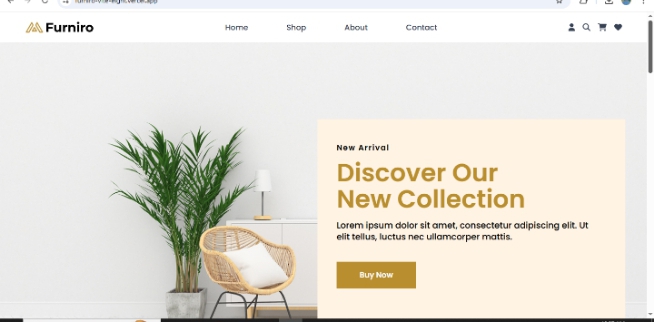 Furniro
Home Shop About Contact
New Arrival
Discover Our
New Collection
Lorem ipsum dolor sit amet, consectetur adipiscing elit. Ut
elit tellus, luctus nec ullamcorper mattis.
Buy Now